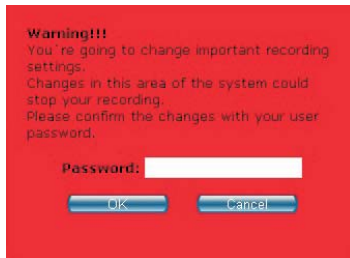 Warning!!!
You´re going to change important recording
settings.
Changes in this area of the system could
stop your recording.
Please confirm the changes with your user
password.
Password:
OK Cancel